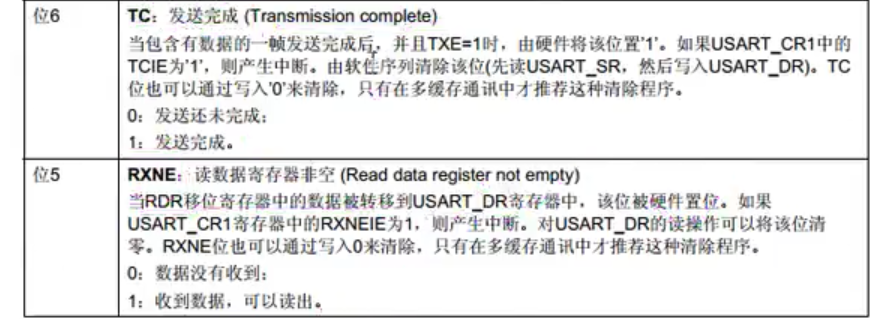 位6
TC：发送完成 (Transmission complete)
当包含有数据的一帧发送完成后，并且TXE=1时，由硬件将该位置'1'。如果USART_CR1中的
TCIE为'1'，则产生中断。由软件序列清除该位(先读USART_SR，然后写入USART_DR)。TC
位也可以通过写入'0'来清除，只有在多缓存通讯中才推荐这种清除程序。
0：发送还未完成；
1：发送完成。
位5
RXNE：读数据寄存器非空 (Read data register not empty)
当RDR移位寄存器中的数据被转移到USART_DR寄存器中，该位被硬件置位。如果
USART_CR1寄存器中的RXNEIE为1，则产生中断。对USART_DR的读操作可以将该位清
零。RXNE位也可以通过写入0来清除，只有在多缓存通讯中才推荐这种清除程序。
0：数据没有收到；
1：收到数据，可以读出。